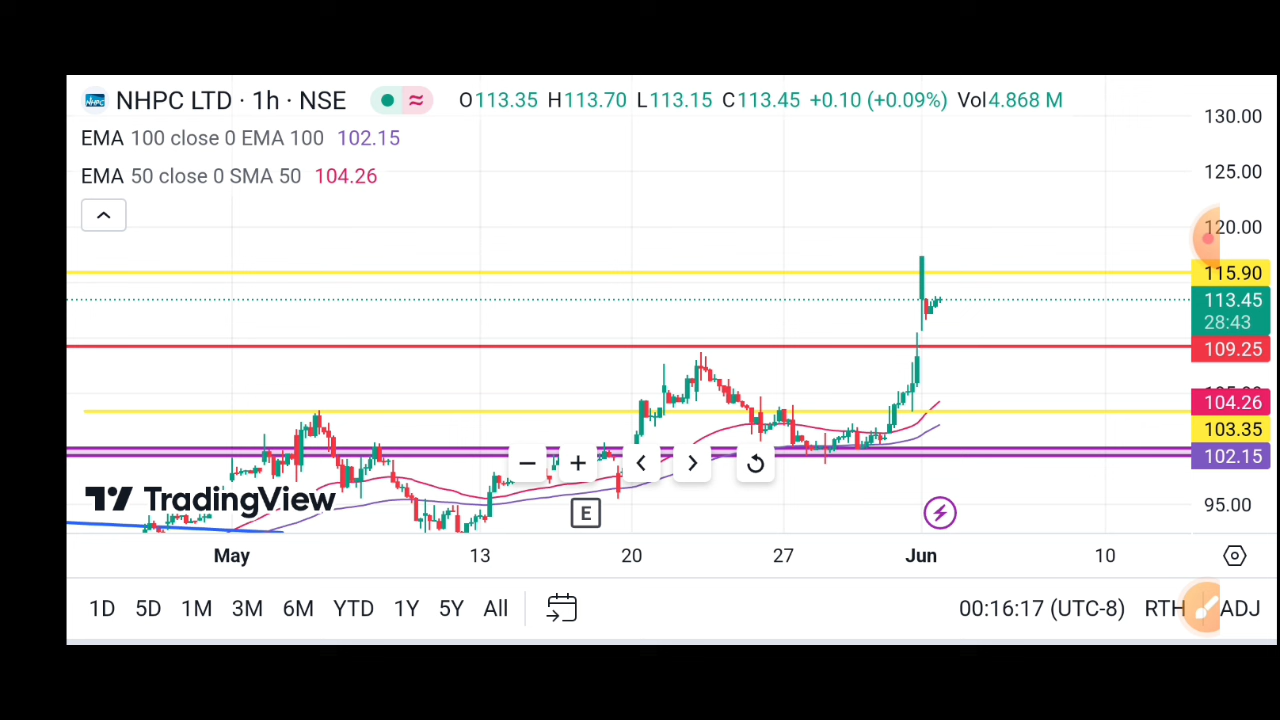 NHPC LTD · 1h · NSE ≈ O113.35 H113.70 L113.15 C113.45 +0.10 (+0.09%) Vol4.868 M
EMA 100 close 0 EMA 100 102.15
EMA 50 close 0 SMA 50 104.26
130.00
125.00
120.00
115.90
113.45
28:43
109.25
104.26
103.35
102.15
95.00
TradingView
E
May 13 20 27 Jun 10
1D 5D 1M 3M 6M YTD 1Y 5Y All 00:16:17 (UTC-8) RTH ADJ